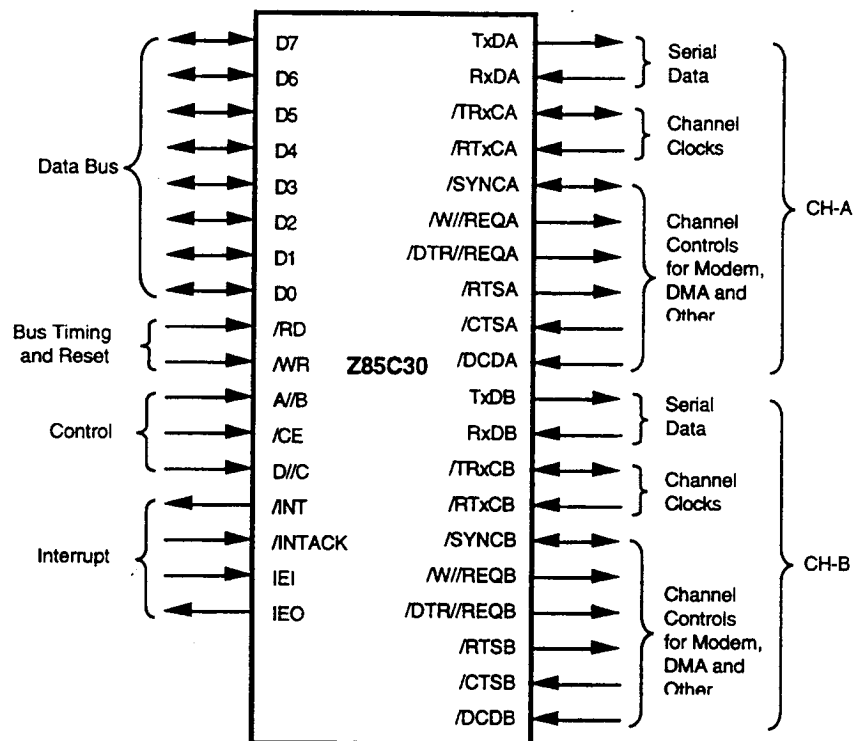 D7
D6
D5
D4
D3
D2
D1
D0
Data Bus
/RD
/WR
Bus Timing
and Reset
A//B
/CE
D//C
Control
/INT
/INTACK
IEI
IEO
Interrupt
Z85C30
TxDA
RxDA
Serial
Data
/TRxCA
/RTxCA
Channel
Clocks
/SYNCA
/W//REQA
/DTR//REQA
/RTSA
/CTSA
/DCDA
Channel
Controls
for Modem,
DMA and
Other
CH-A
TxDB
RxDB
Serial
Data
/TRxCB
/RTxCB
Channel
Clocks
/SYNCB
/W//REQB
/DTR//REQB
/RTSB
/CTSB
/DCDB
Channel
Controls
for Modem,
DMA and
Other
CH-B